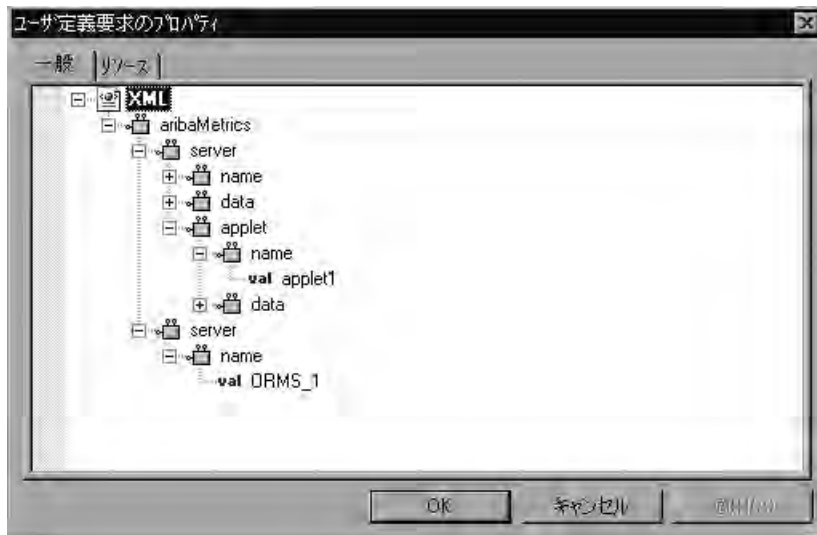 ユーザ定義要求のプロパティ
一般 リソース
XML
aribaMetrics
server
name
data
applet
name
val applet1
data
server
name
val ORMS_1
OK キャンセル